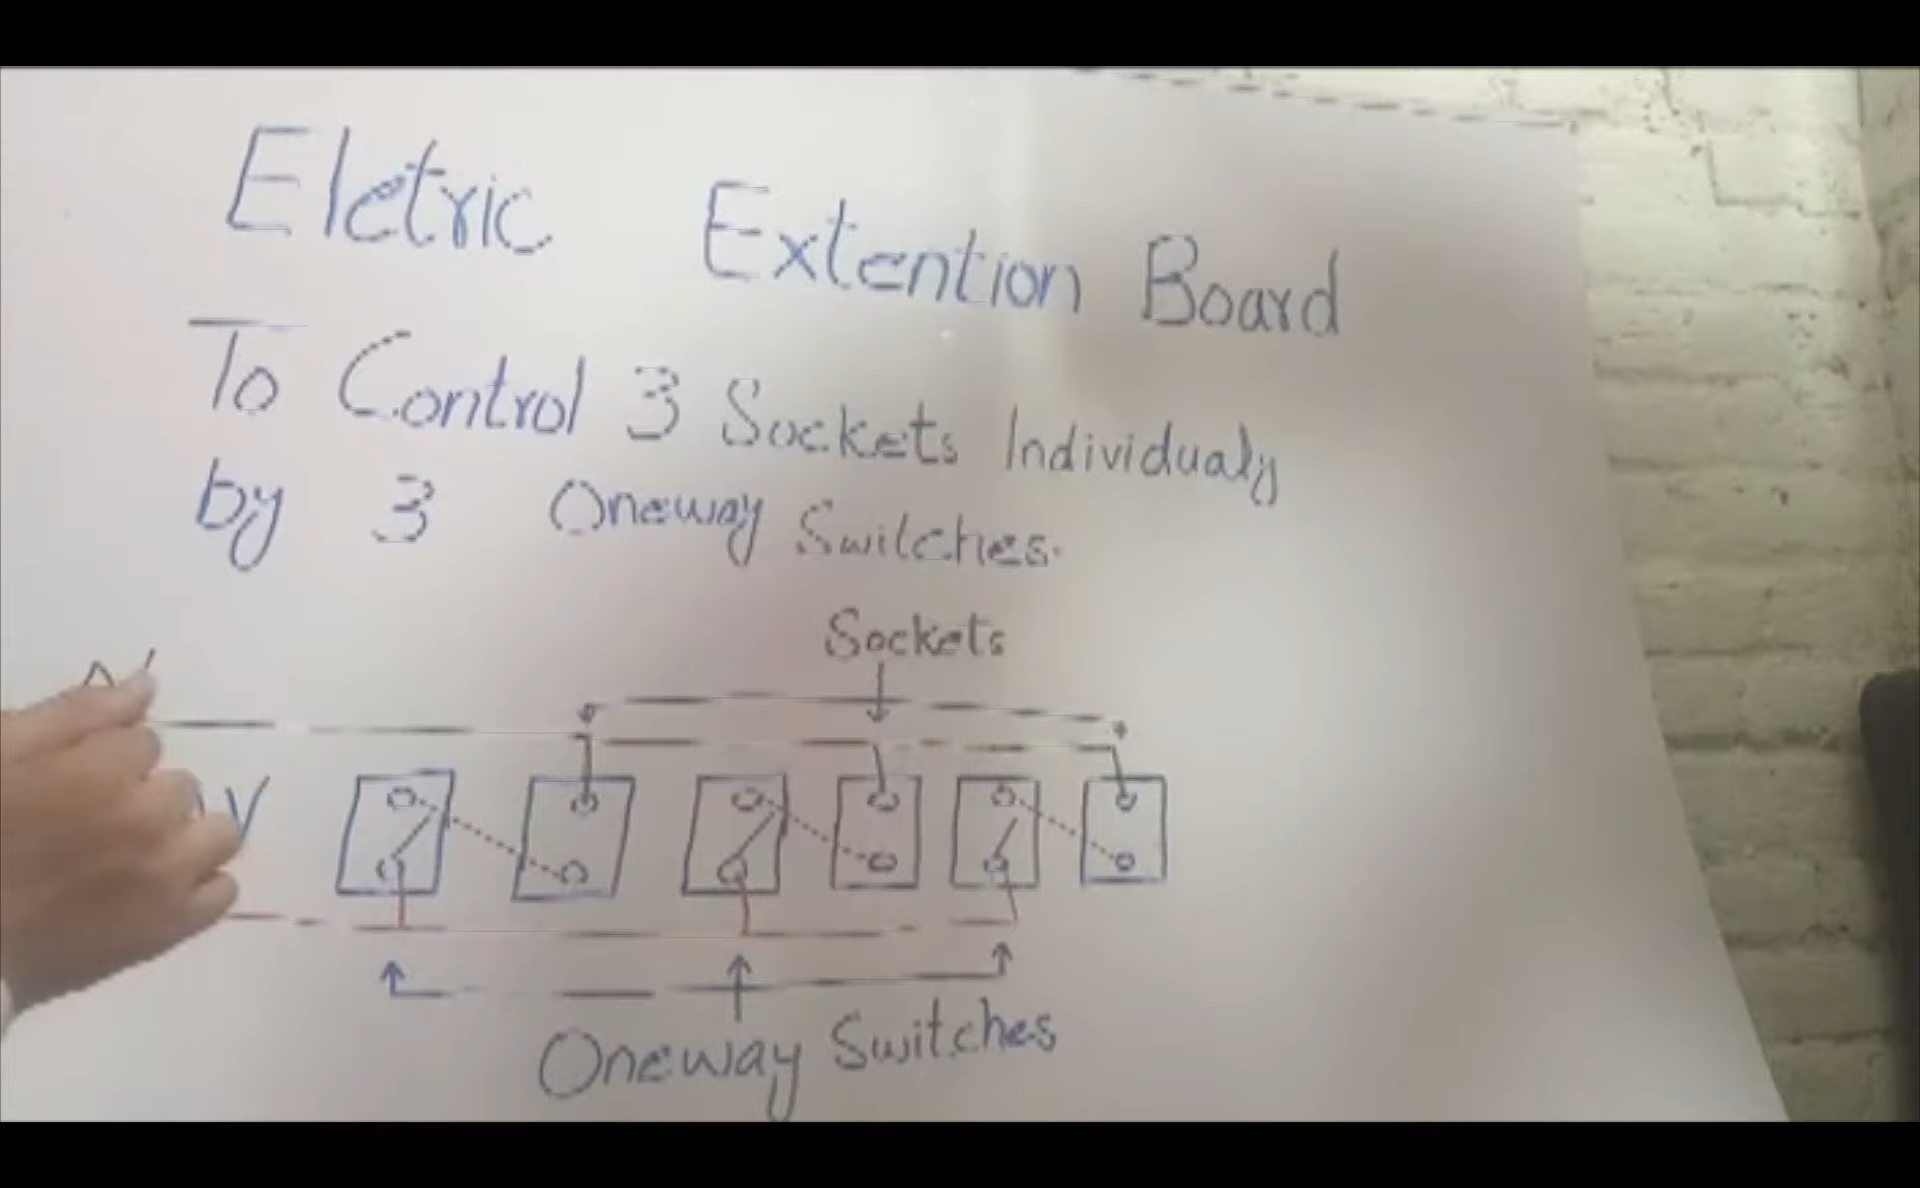 Eletric Extention Board
To Control 3 Sockets Individualy
by 3 Oneway Switches.
Sockets
Oneway Switches